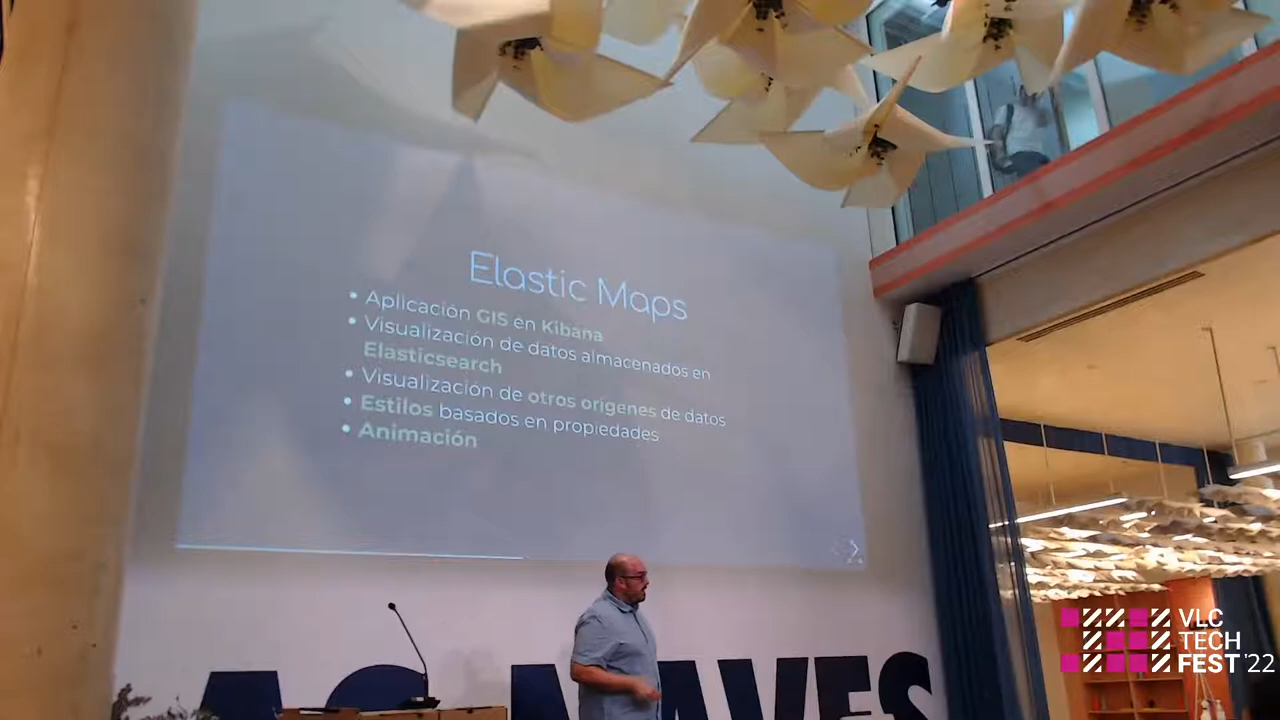 Elastic Maps
• Aplicación GIS en Kibana
• Visualización de datos almacenados en
Elasticsearch
• Visualización de otros orígenes de datos
• Estilos basados en propiedades
• Animación
NAVES
VLC
TECH
FEST '22